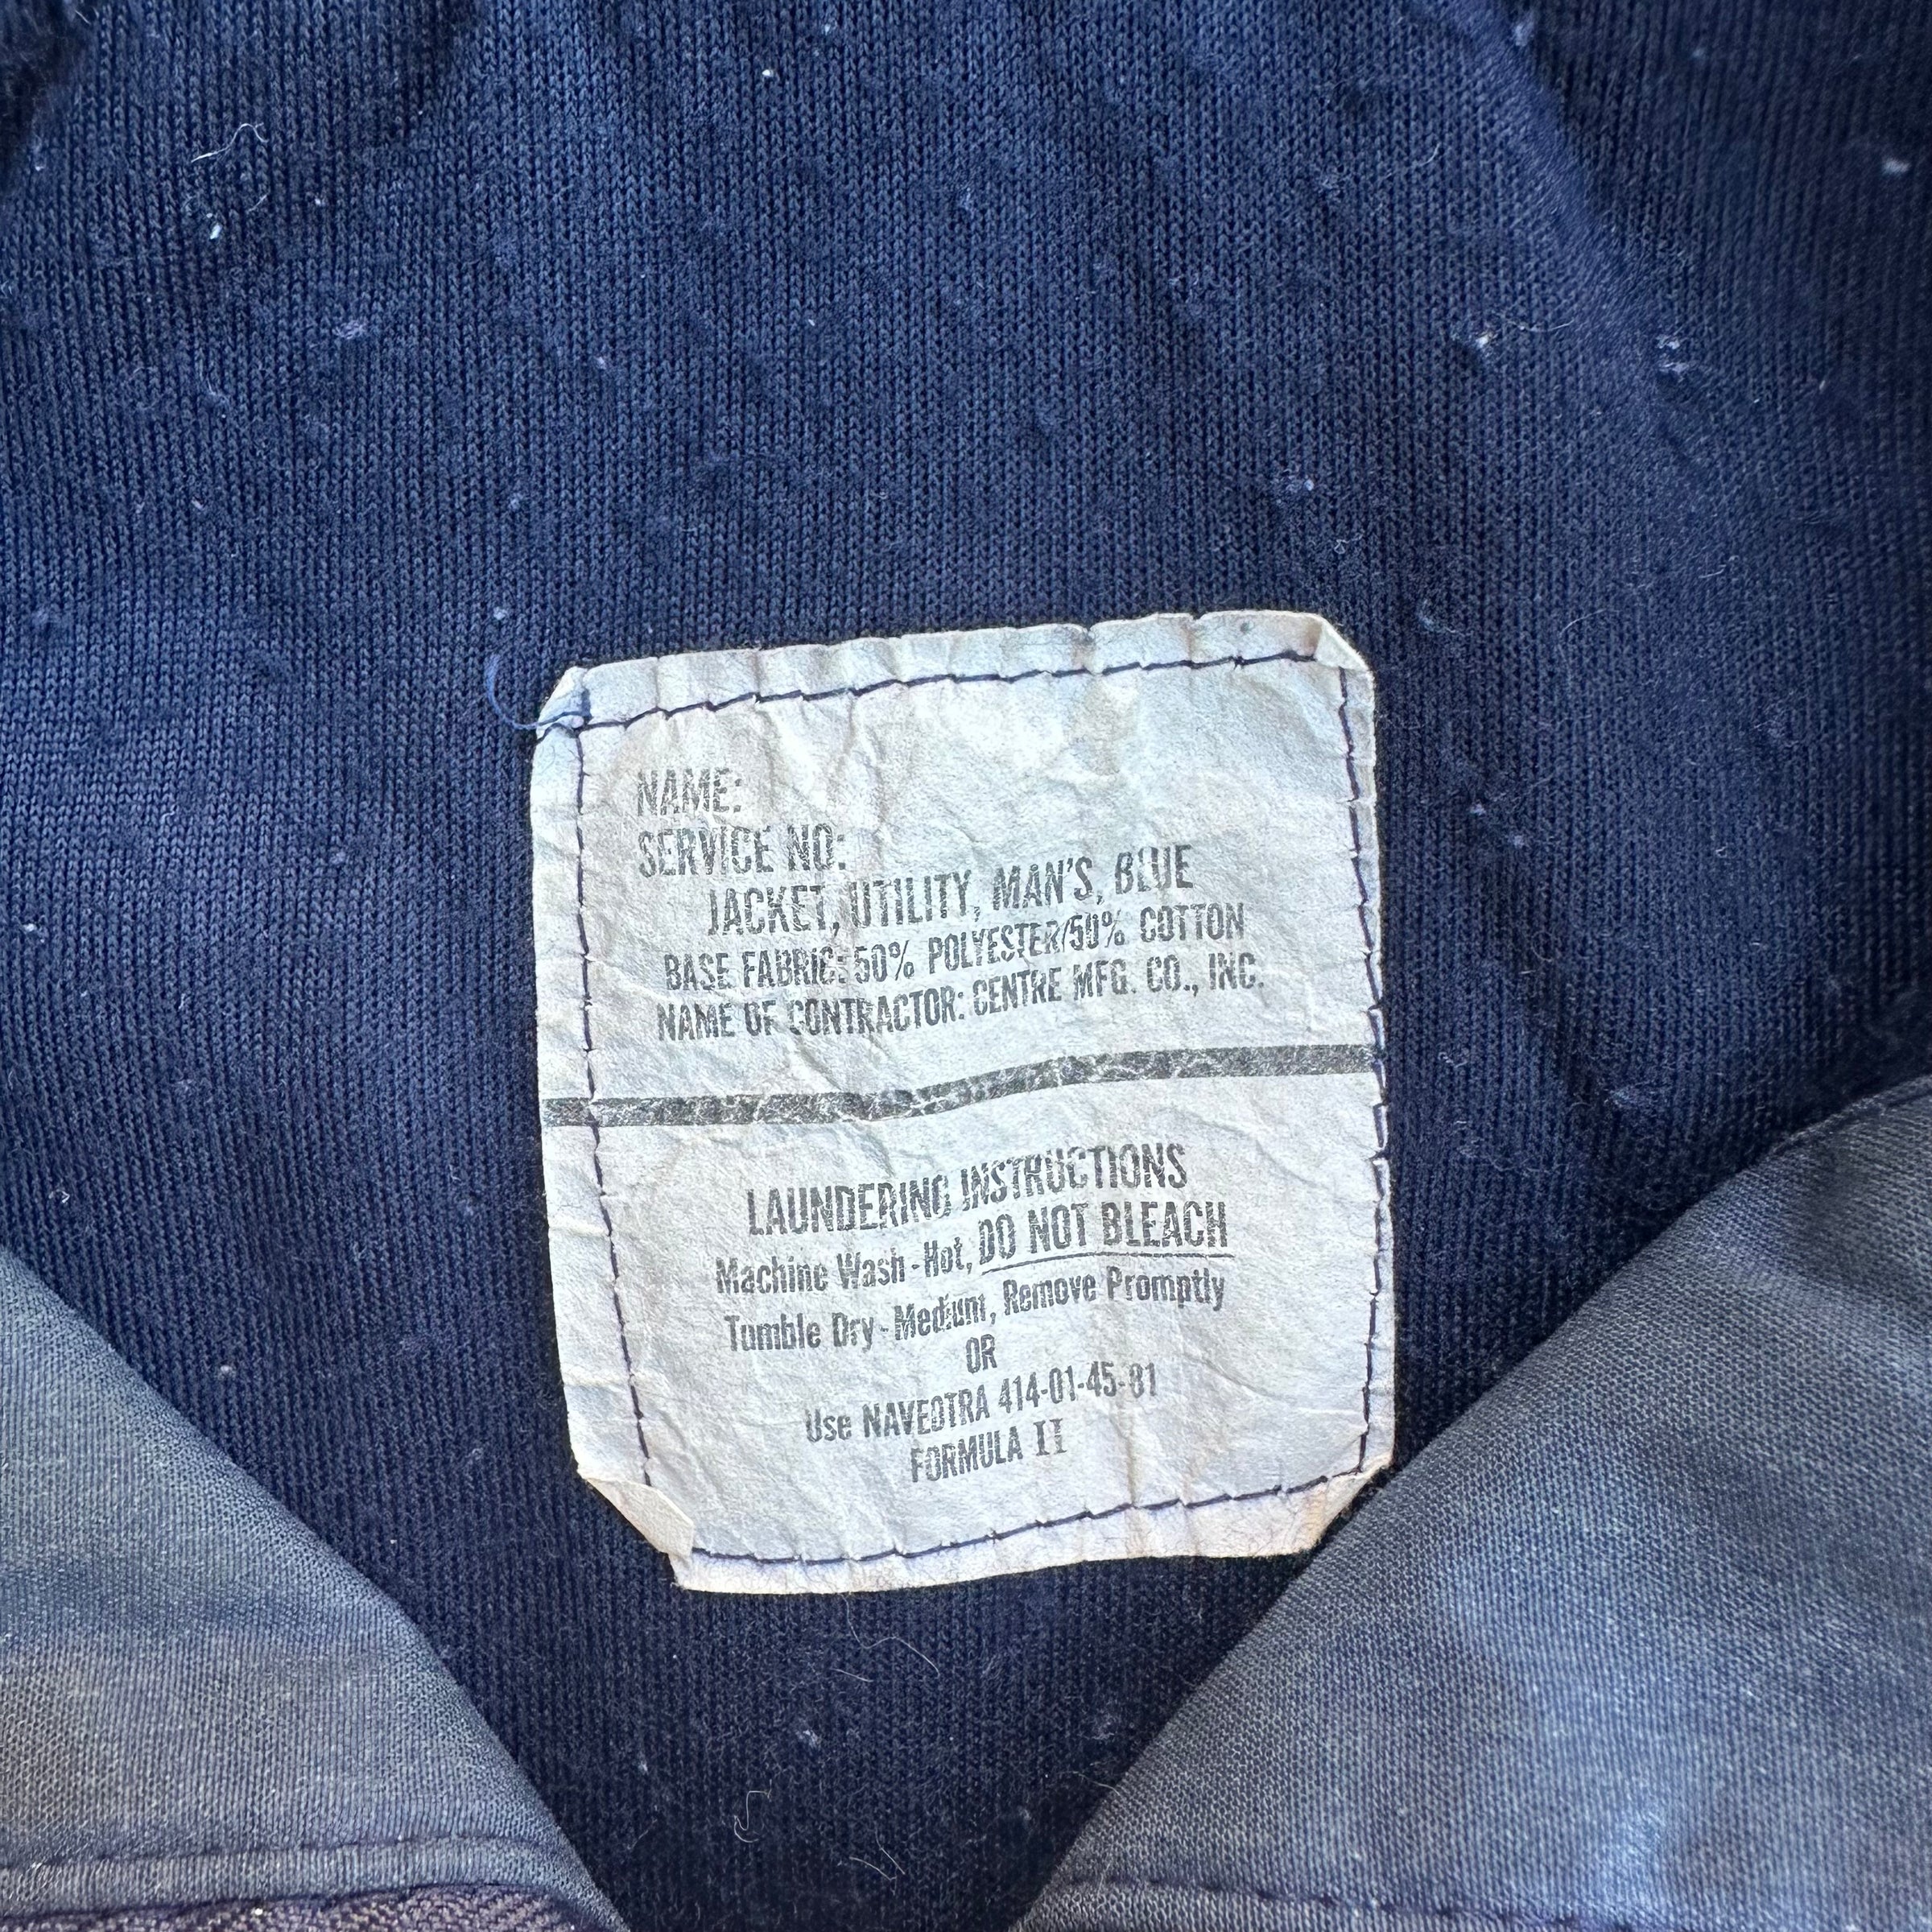 NAME:
SERVICE NO:
JACKET, UTILITY, MAN'S, BLUE
BASE FABRIC: 50% POLYESTER/50% COTTON
NAME OF CONTRACTOR: CENTRE MFG. CO., INC.
LAUNDERING INSTRUCTIONS
Machine Wash-Hot, DO NOT BLEACH
Tumble Dry-Medium, Remove Promptly
OR
Use NAVEDTRA 414-01-45-81
FORMULA II